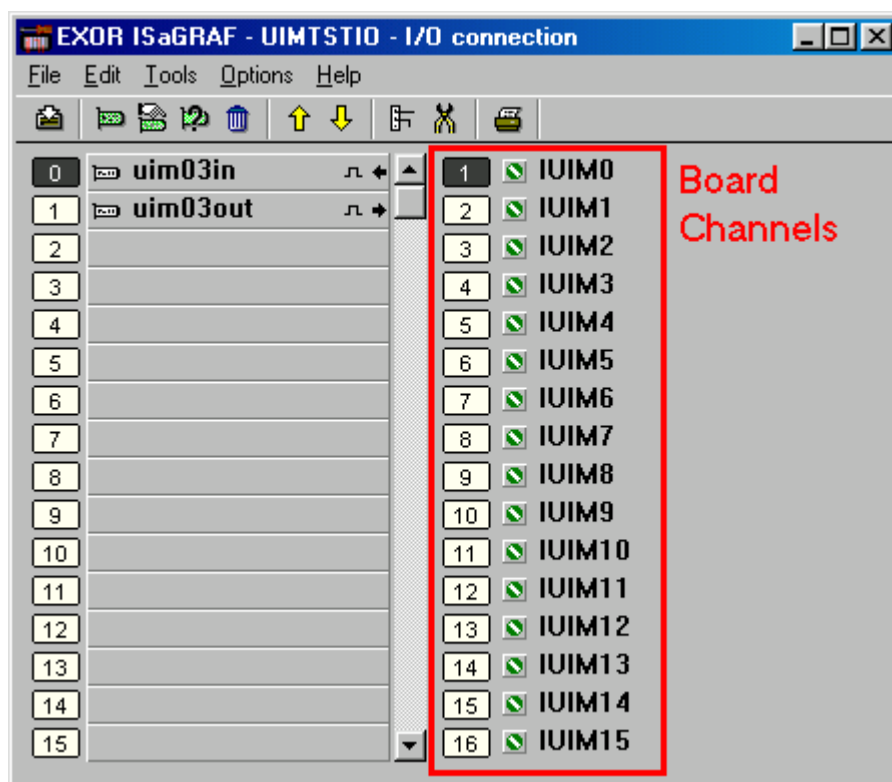 EXOR ISaGRAF - UIMTSTIO - I/O connection
File Edit Tools Options Help
0 uim03in
1 uim03out
2
3
4
5
6
7
8
9
10
11
12
13
14
15
1 IUIM0
2 IUIM1
3 IUIM2
4 IUIM3
5 IUIM4
6 IUIM5
7 IUIM6
8 IUIM7
9 IUIM8
10 IUIM9
11 IUIM10
12 IUIM11
13 IUIM12
14 IUIM13
15 IUIM14
16 IUIM15
Board
Channels